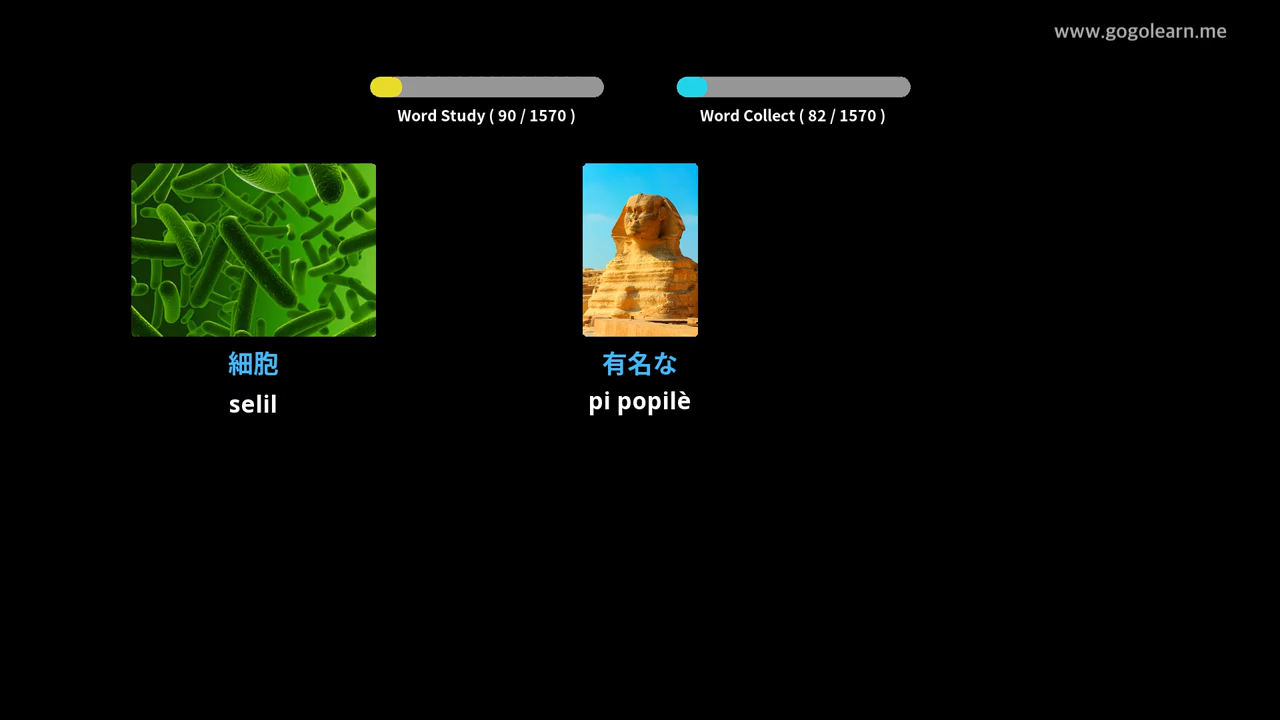 www.gogolearn.me
Word Study ( 90 / 1570 )
Word Collect ( 82 / 1570 )
細胞
selil
有名な
pi popilè